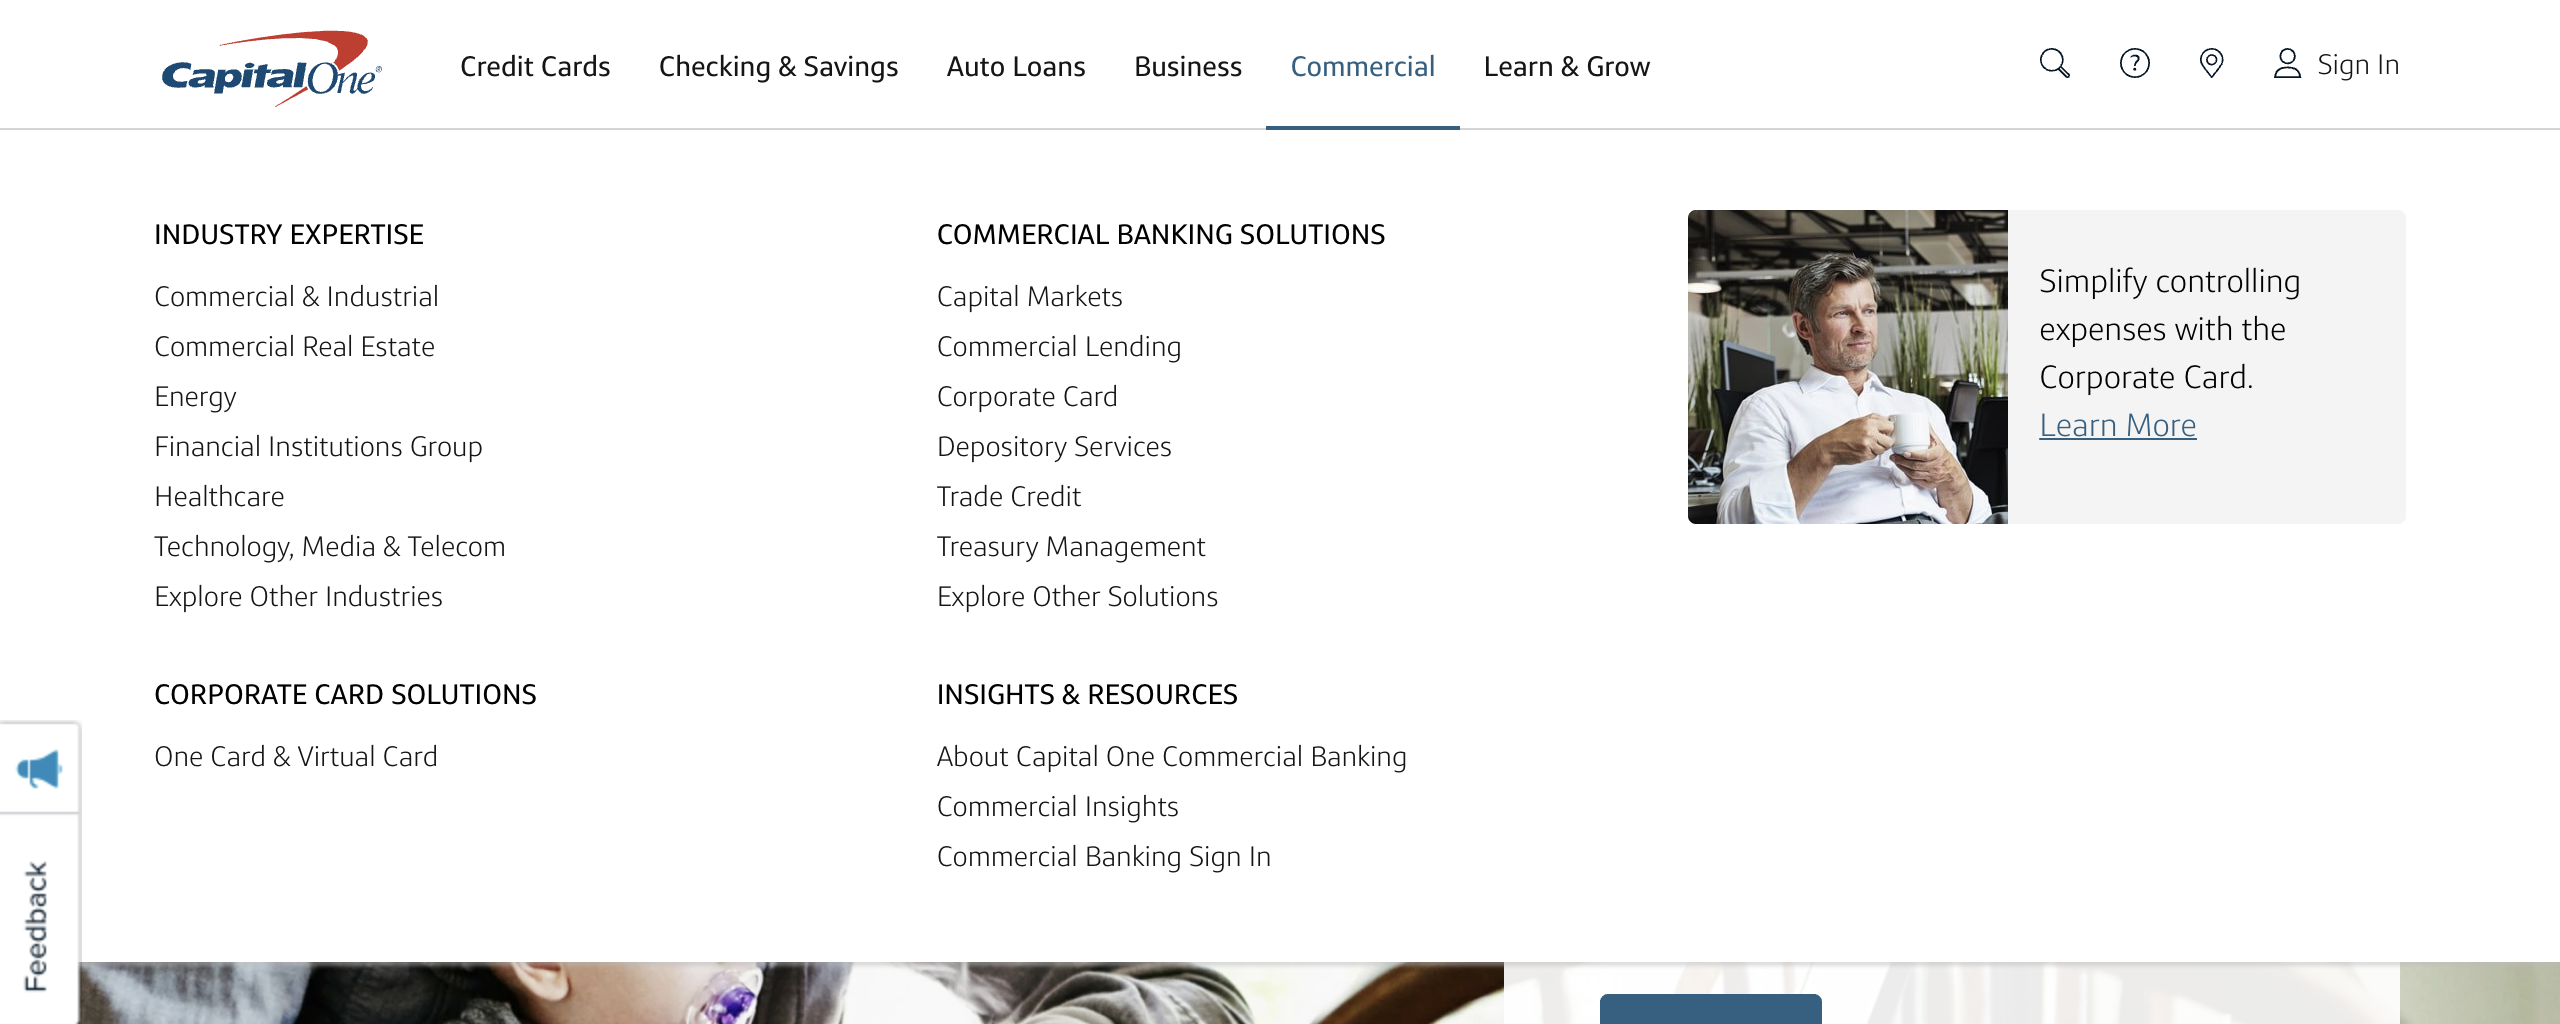 CapitalOne®
Credit Cards
Checking & Savings
Auto Loans
Business
Commercial
Learn & Grow
Sign In
INDUSTRY EXPERTISE
Commercial & Industrial
Commercial Real Estate
Energy
Financial Institutions Group
Healthcare
Technology, Media & Telecom
Explore Other Industries
CORPORATE CARD SOLUTIONS
One Card & Virtual Card
COMMERCIAL BANKING SOLUTIONS
Capital Markets
Commercial Lending
Corporate Card
Depository Services
Trade Credit
Treasury Management
Explore Other Solutions
INSIGHTS & RESOURCES
About Capital One Commercial Banking
Commercial Insights
Commercial Banking Sign In
Simplify controlling
expenses with the
Corporate Card.
Learn More
Feedback